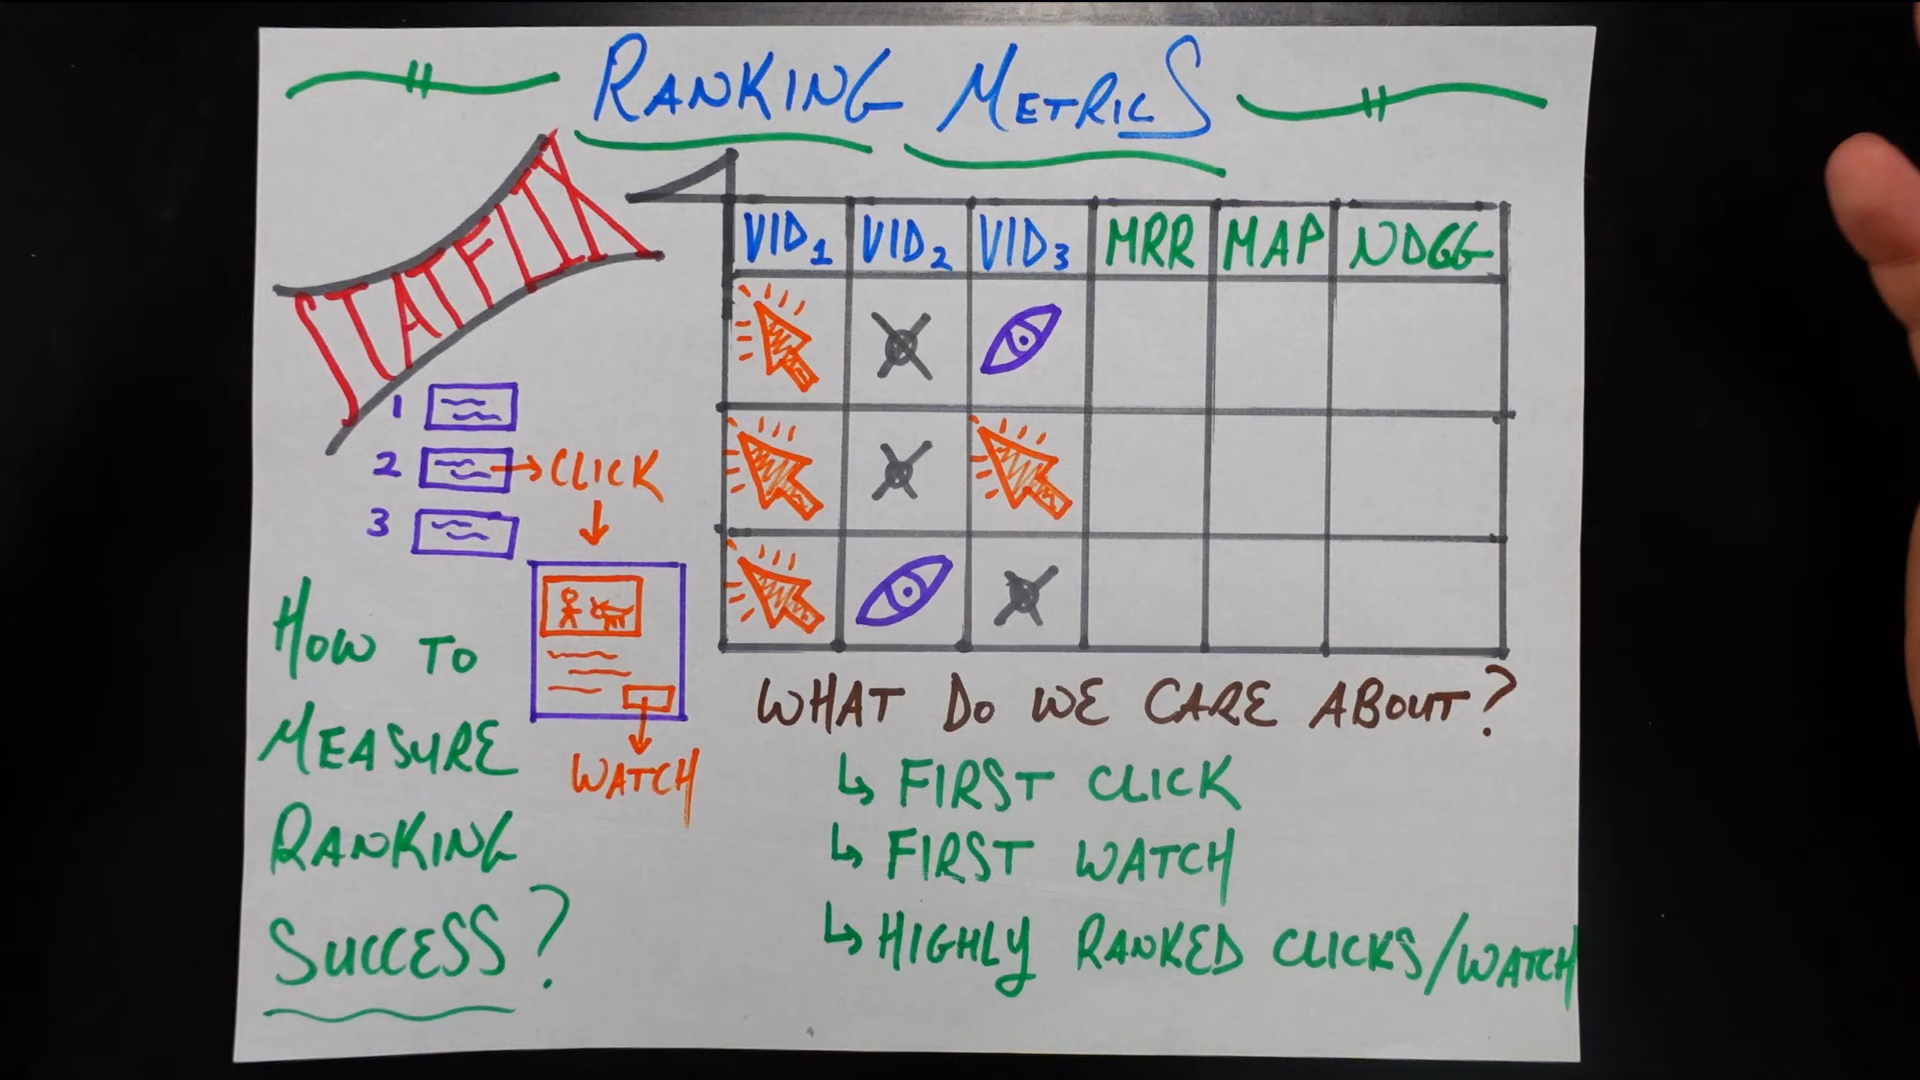 RANKING METRICS
STATFLIX
VID1 VID2 VID3 MRR MAP NDGG
1
2 → CLICK
3
WATCH
HOW TO
MEASURE
RANKING
SUCCESS?
WHAT DO WE CARE ABOUT?
↳ FIRST CLICK
↳ FIRST WATCH
↳ HIGHLY RANKED CLICKS/WATCH